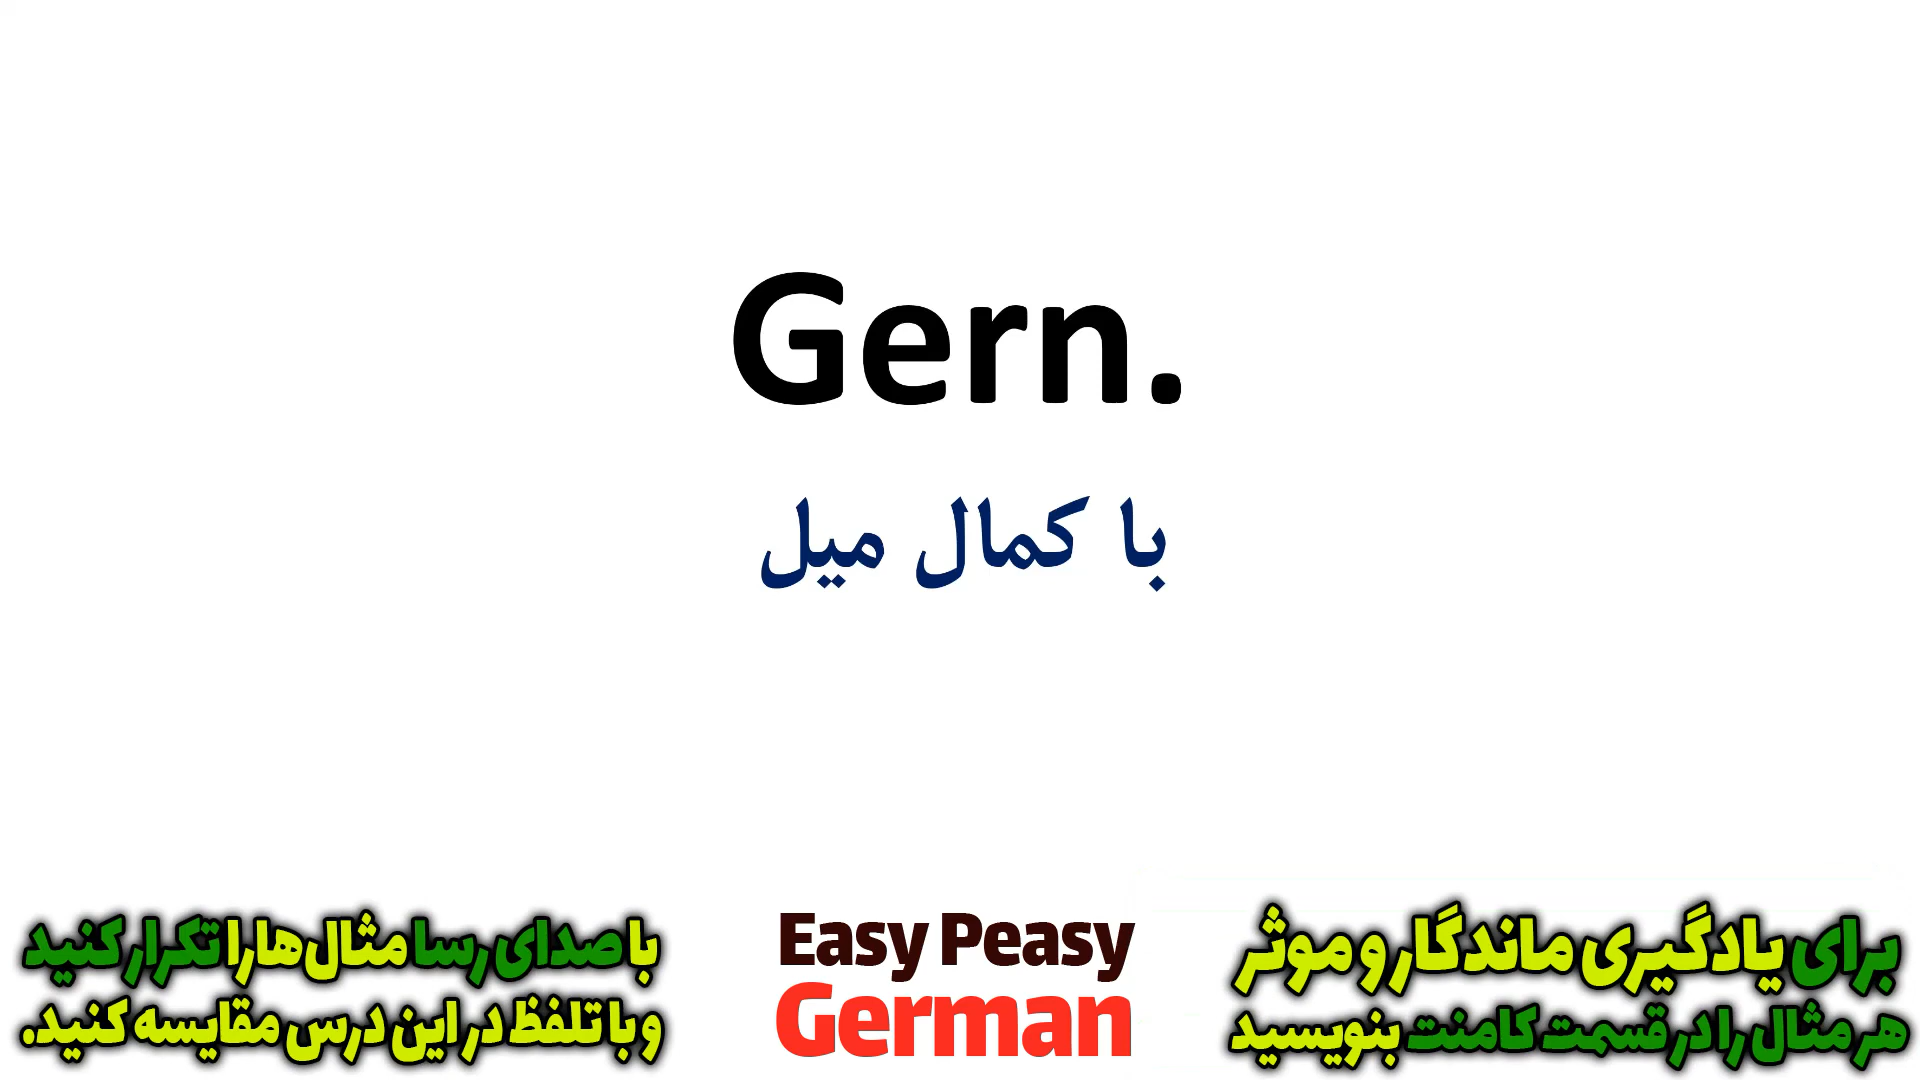 Gern.
با کمال میل
برای یادگیری ماندگار و موثر
هر مثال را در قسمت کامنت بنویسید
Easy Peasy
German
با صدای رسا مثال‌ها را تکرار کنید
و با تلفظ در این درس مقایسه کنید.